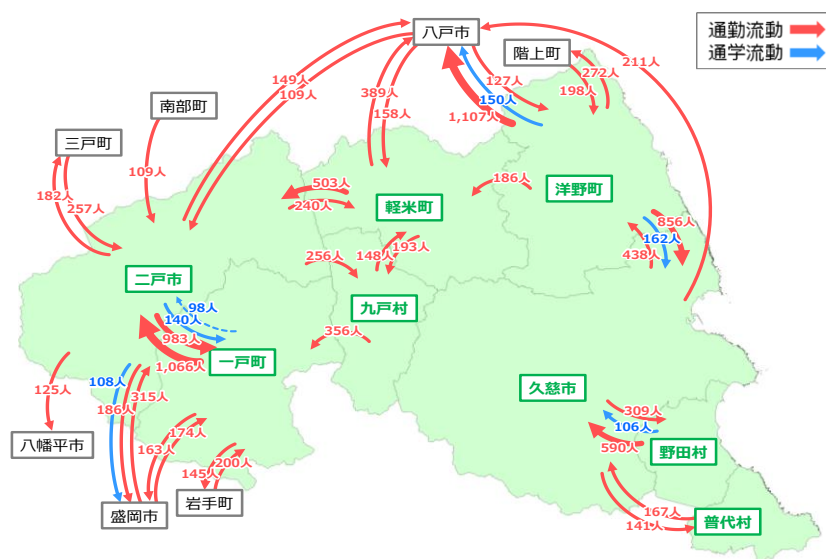 通勤流動
通学流動
八戸市
階上町
211人
272人
198人
127人
150人
1,107人
149人
109人
389人
158人
南部町
三戸町
109人
182人
257人
503人
240人
186人
洋野町
軽米町
856人
162人
438人
193人
148人
256人
二戸市
98人
140人
九戸村
983人
356人
1,066人
一戸町
125人
108人
186人
315人
久慈市
309人
106人
590人
野田村
174人
163人
200人
145人
八幡平市
盛岡市
岩手町
167人
141人
普代村